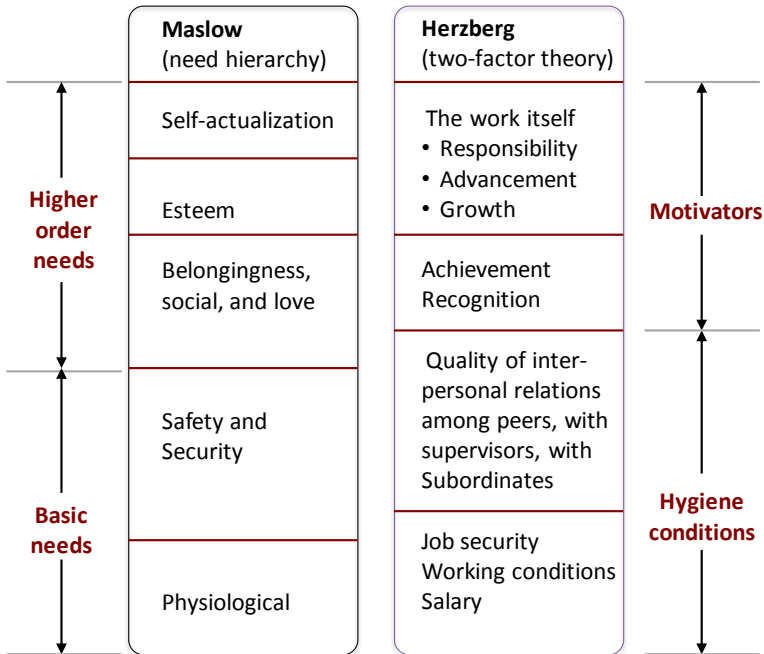 Maslow
(need hierarchy)
Self-actualization
Esteem
Belongingness,
social, and love
Safety and
Security
Physiological
Higher
order
needs
Basic
needs
Herzberg
(two-factor theory)
The work itself
• Responsibility
• Advancement
• Growth
Achievement
Recognition
Quality of inter-
personal relations
among peers, with
supervisors, with
Subordinates
Job security
Working conditions
Salary
Motivators
Hygiene
conditions